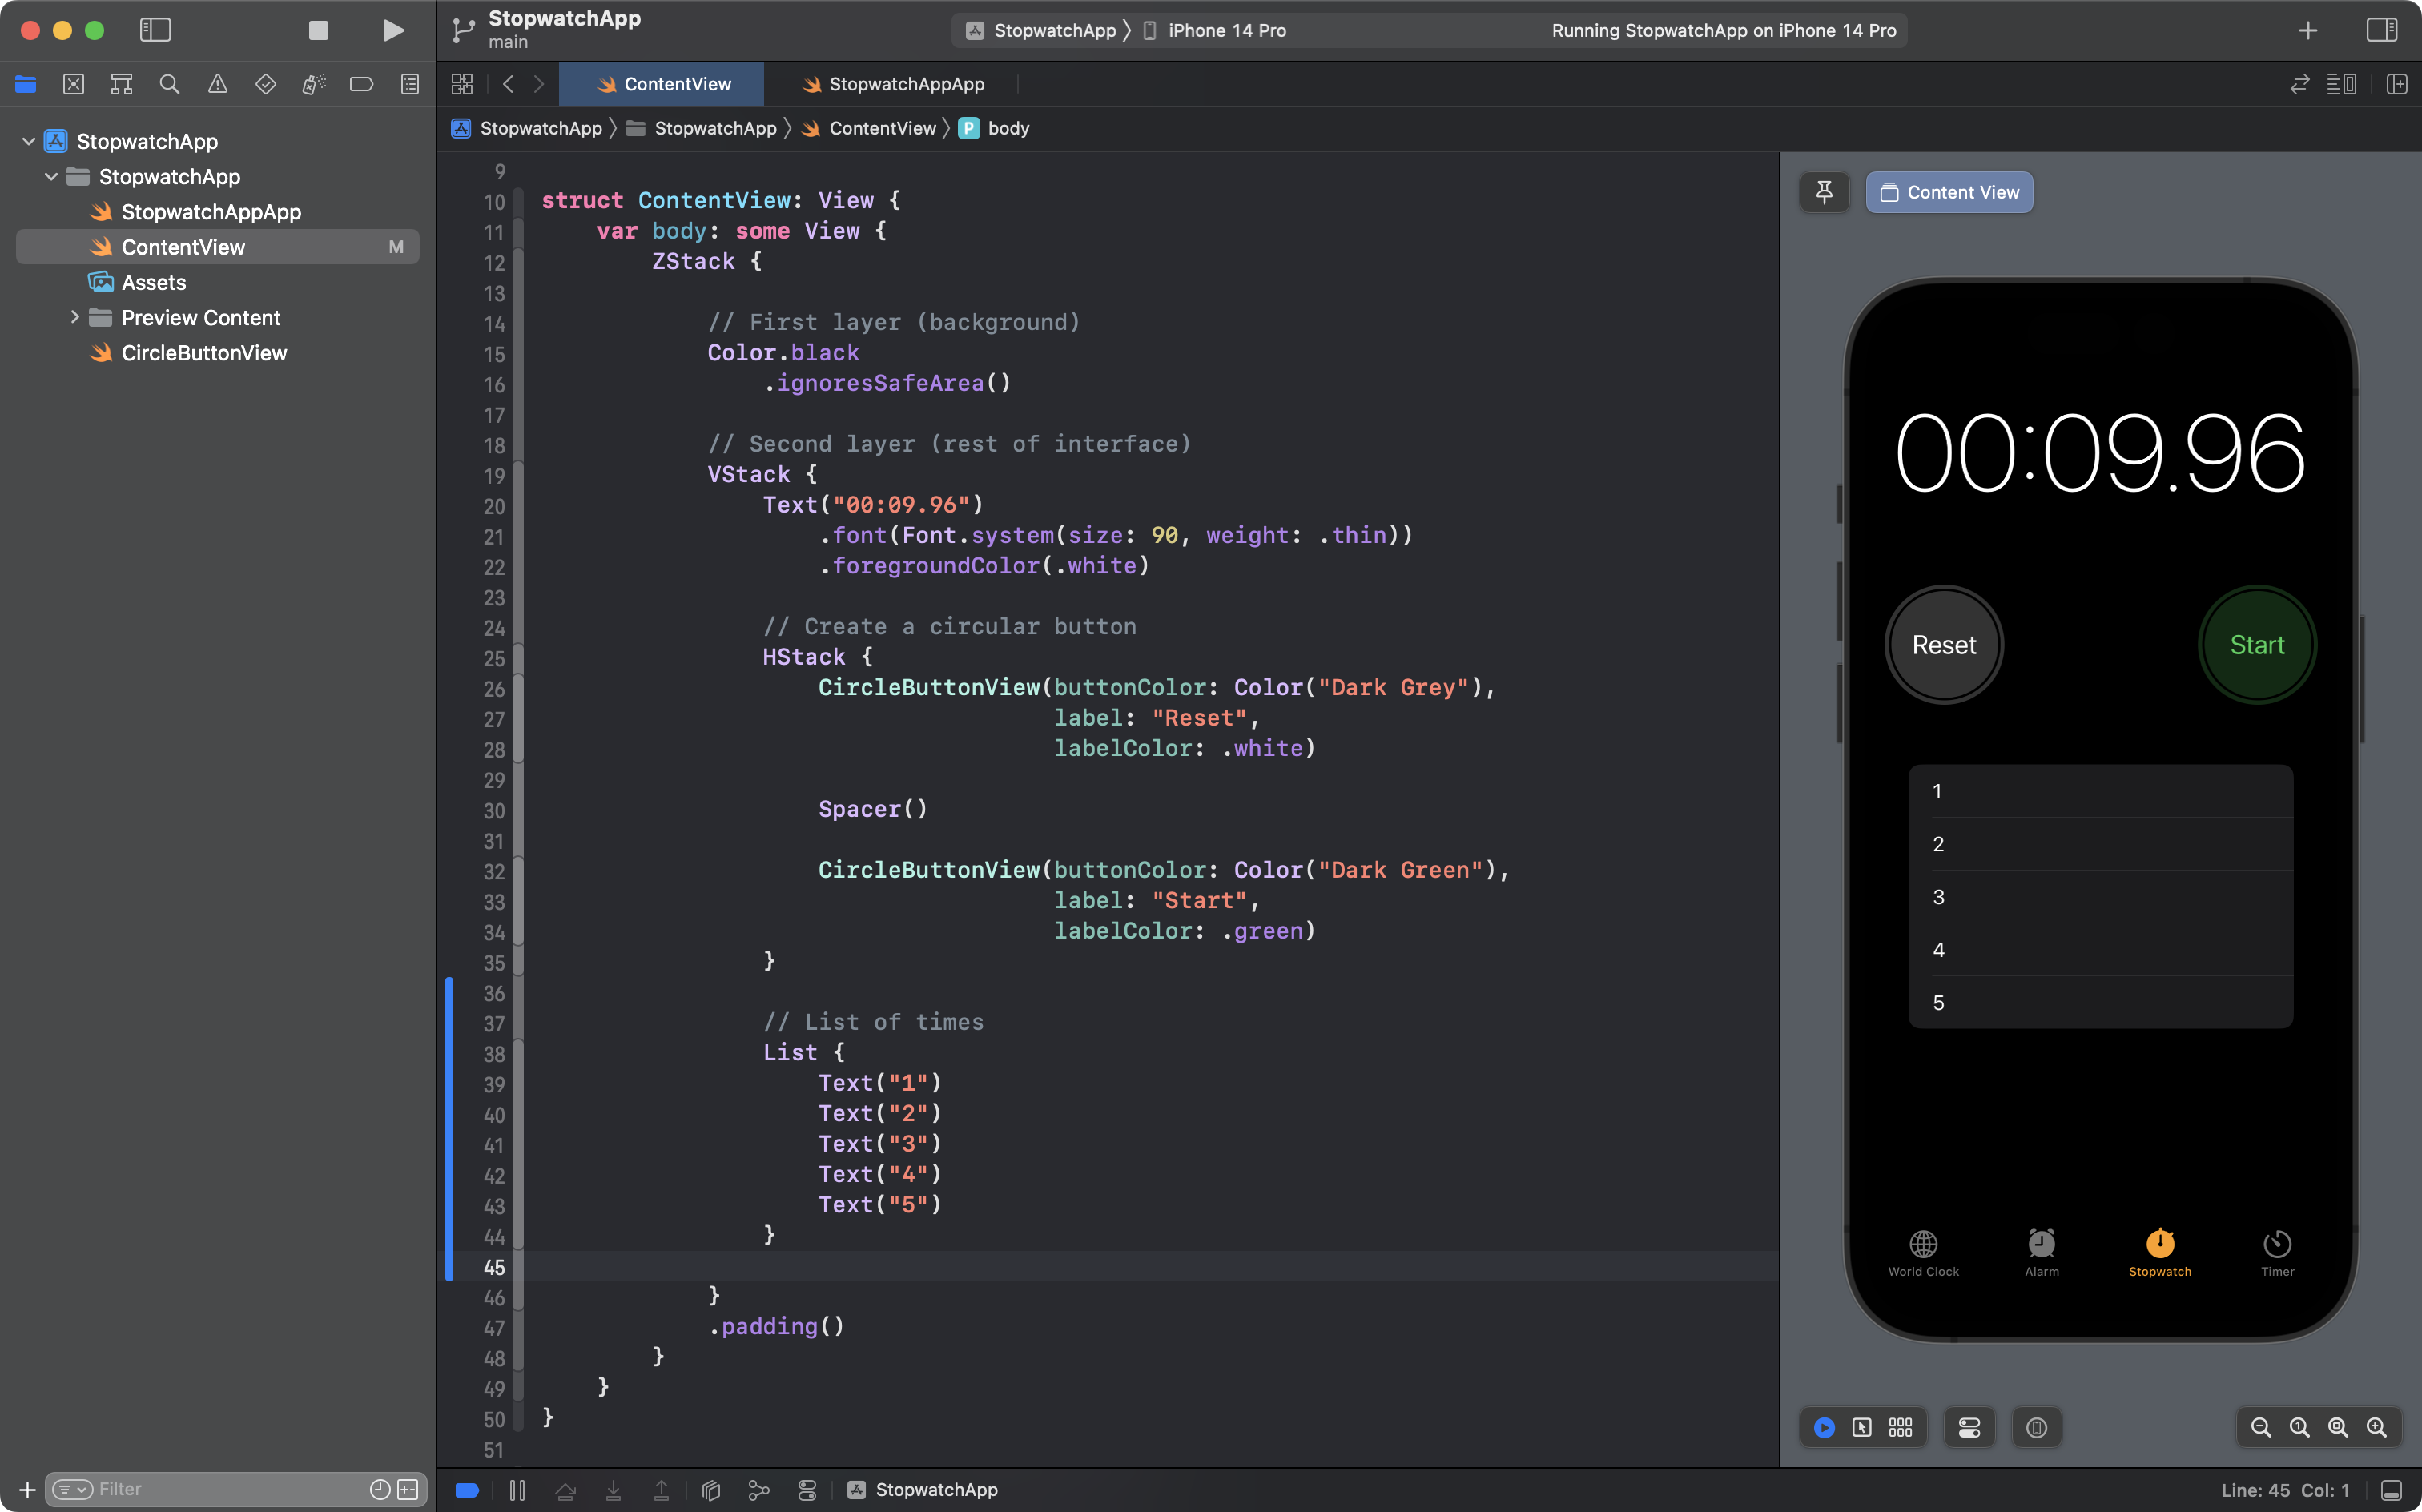 StopwatchApp
main
StopwatchApp iPhone 14 Pro
Running StopwatchApp on iPhone 14 Pro
ContentView
StopwatchAppApp
StopwatchApp StopwatchApp ContentView P body
StopwatchApp
StopwatchApp
StopwatchAppApp
ContentView M
Assets
Preview Content
CircleButtonView
Filter
9
10 struct ContentView: View {
11 var body: some View {
12 ZStack {
13
14 // First layer (background)
15 Color.black
16 .ignoresSafeArea()
17
18 // Second layer (rest of interface)
19 VStack {
20 Text("00:09.96")
21 .font(Font.system(size: 90, weight: .thin))
22 .foregroundColor(.white)
23
24 // Create a circular button
25 HStack {
26 CircleButtonView(buttonColor: Color("Dark Grey"),
27 label: "Reset",
28 labelColor: .white)
29
30 Spacer()
31
32 CircleButtonView(buttonColor: Color("Dark Green"),
33 label: "Start",
34 labelColor: .green)
35 }
36
37 // List of times
38 List {
39 Text("1")
40 Text("2")
41 Text("3")
42 Text("4")
43 Text("5")
44 }
45
46 }
47 .padding()
48 }
49 }
50 }
51
Content View
00:09.96
Reset Start
1
2
3
4
5
World Clock Alarm Stopwatch Timer
StopwatchApp
Line: 45 Col: 1